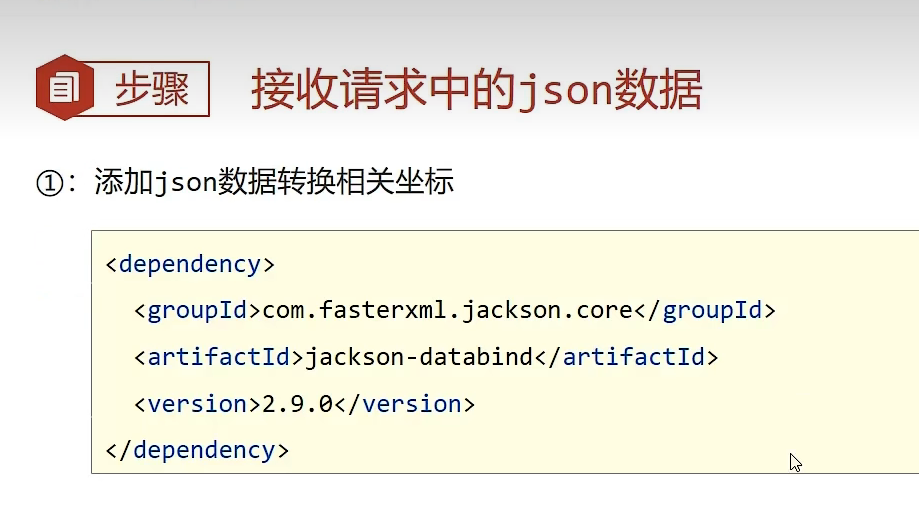 步骤 接收请求中的json数据
①：添加json数据转换相关坐标
<dependency>
<groupId>com.fasterxml.jackson.core</groupId>
<artifactId>jackson-databind</artifactId>
<version>2.9.0</version>
</dependency>